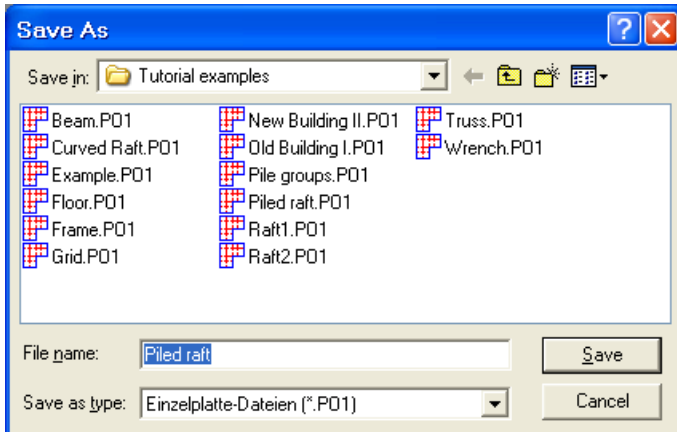 Save As
Save in: Tutorial examples
Beam.PO1
Curved Raft.PO1
Example.PO1
Floor.PO1
Frame.PO1
Grid.PO1
New Building II.PO1
Old Building I.PO1
Pile groups.PO1
Piled raft.PO1
Raft1.PO1
Raft2.PO1
Truss.PO1
Wrench.PO1
File name: Piled raft
Save
Save as type: Einzelplatte-Dateien (*.PO1)
Cancel